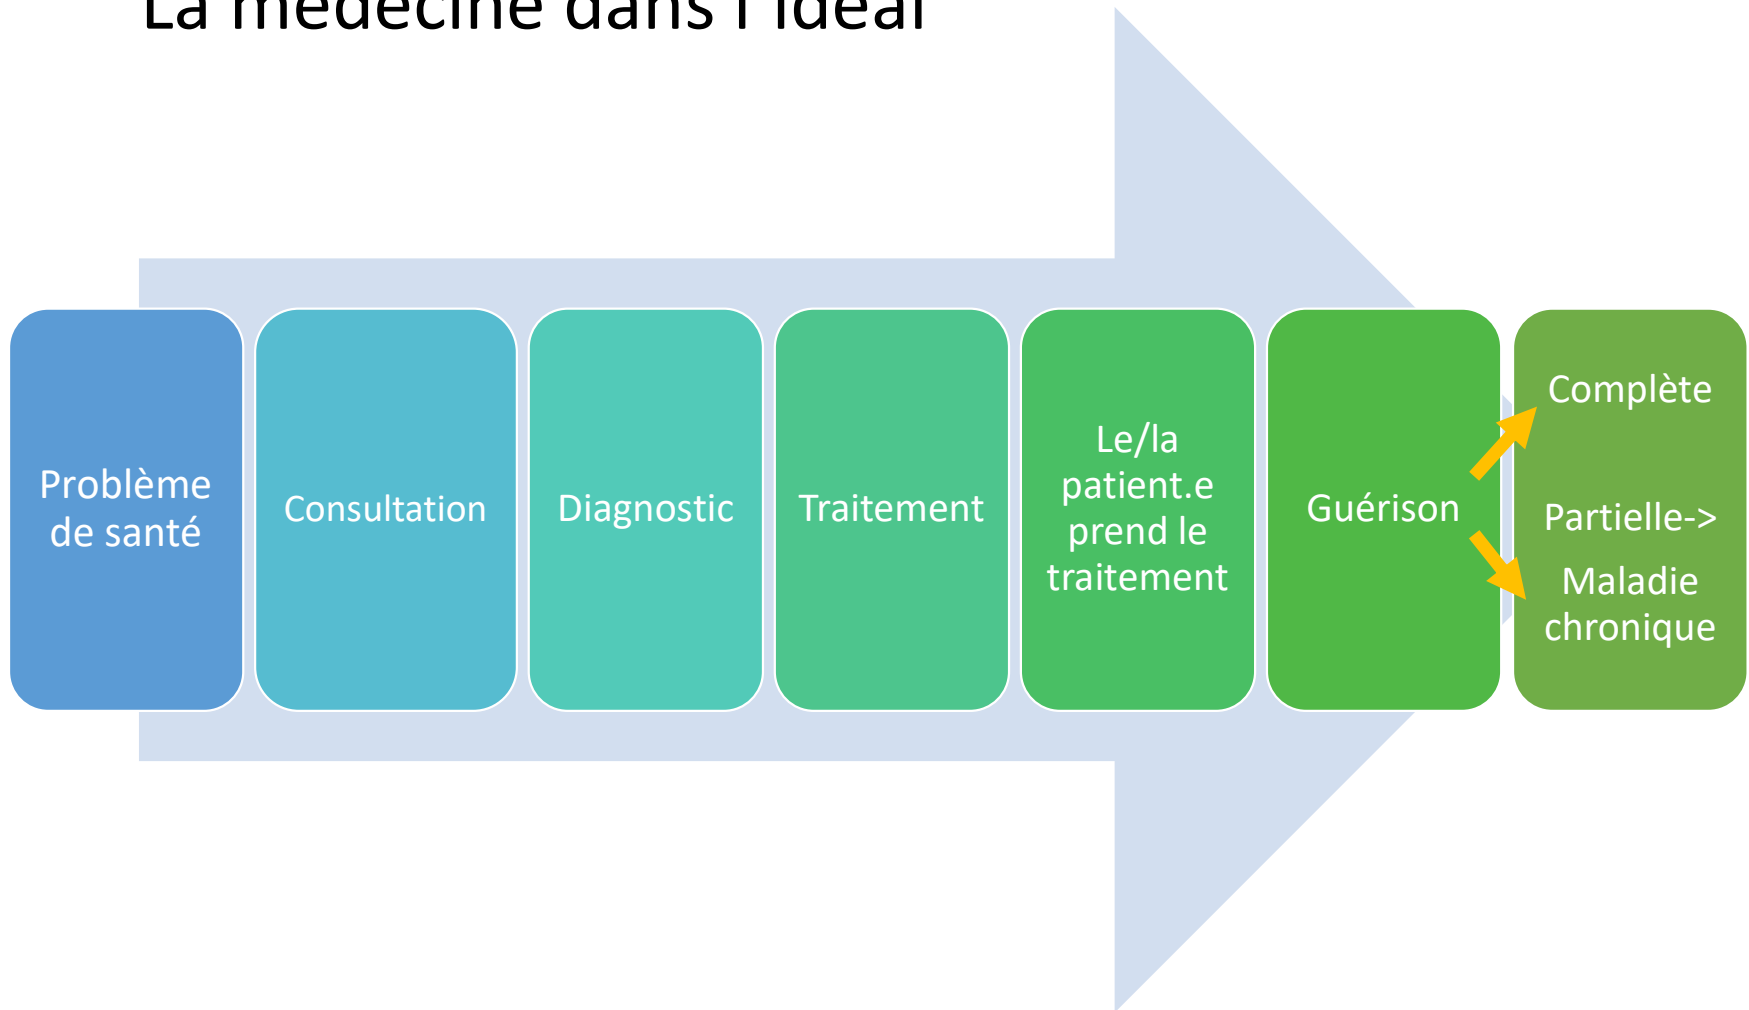 La médecine dans l'idéal
Problème
de santé
Consultation
Diagnostic
Traitement
Le/la
patient.e
prend le
traitement
Guérison
Complète
Partielle->
Maladie
chronique